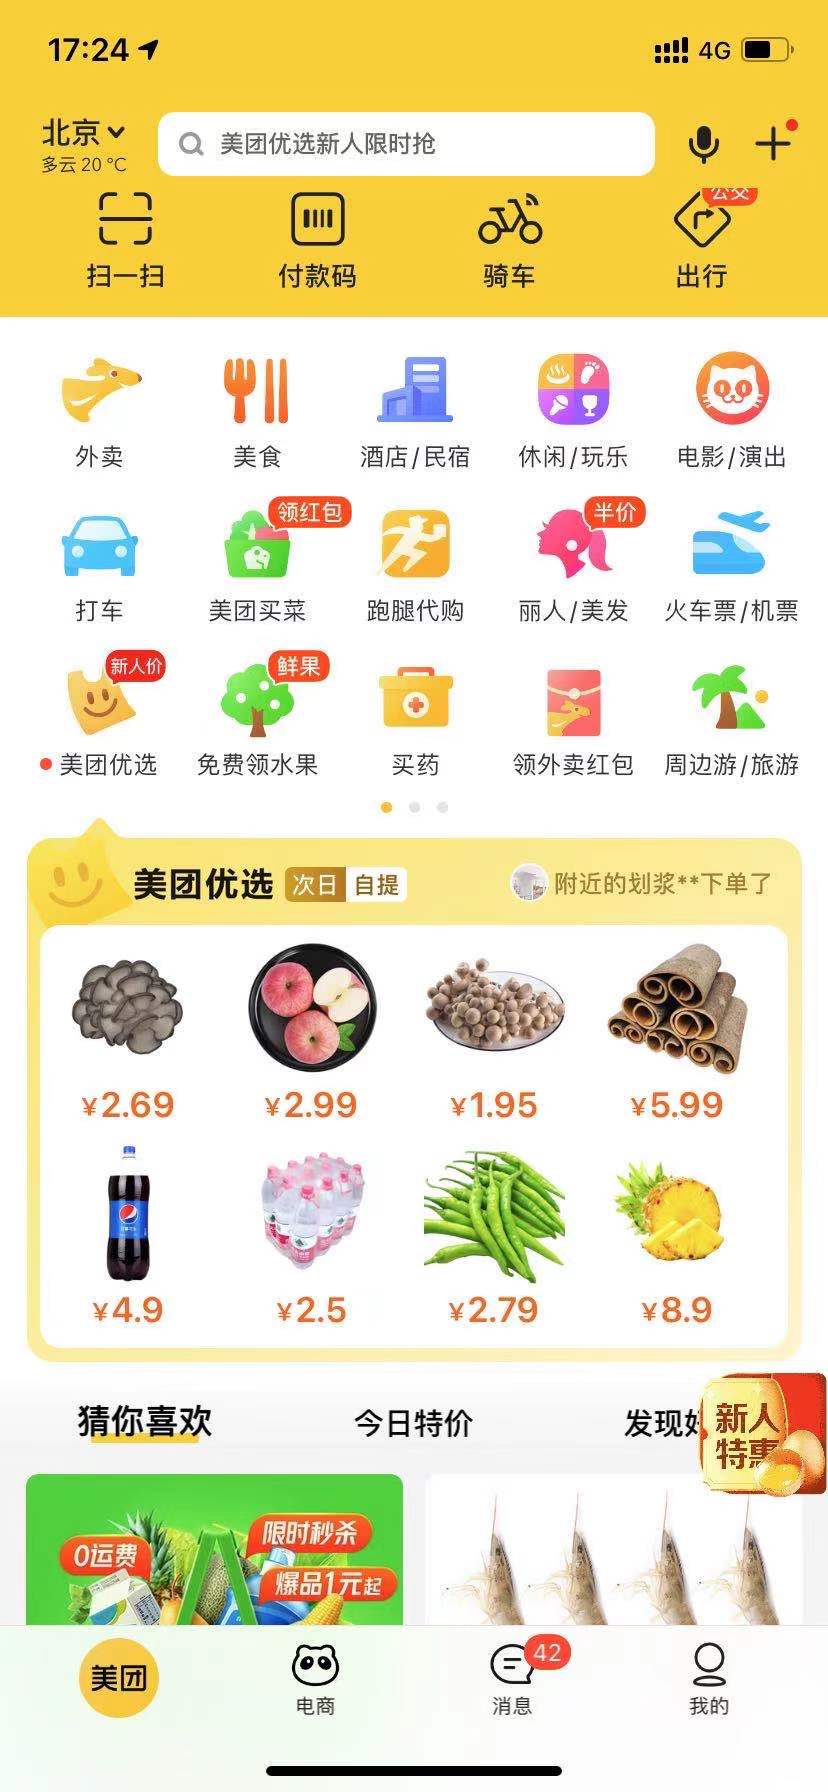 17:24
4G
北京
多云 20 ℃
美团优选新人限时抢
公交
扫一扫
付款码
骑车
出行
外卖
美食
酒店/民宿
休闲/玩乐
电影/演出
领红包
半价
打车
美团买菜
跑腿代购
丽人/美发
火车票/机票
新人价
鲜果
美团优选
免费领水果
买药
领外卖红包
周边游/旅游
美团优选
次日 自提
附近的划浆**下单了
¥2.69
¥2.99
¥1.95
¥5.99
¥4.9
¥2.5
¥2.79
¥8.9
猜你喜欢
今日特价
发现好
新人
特惠
0运费
限时秒杀
爆品1元起
美团
电商
42
消息
我的